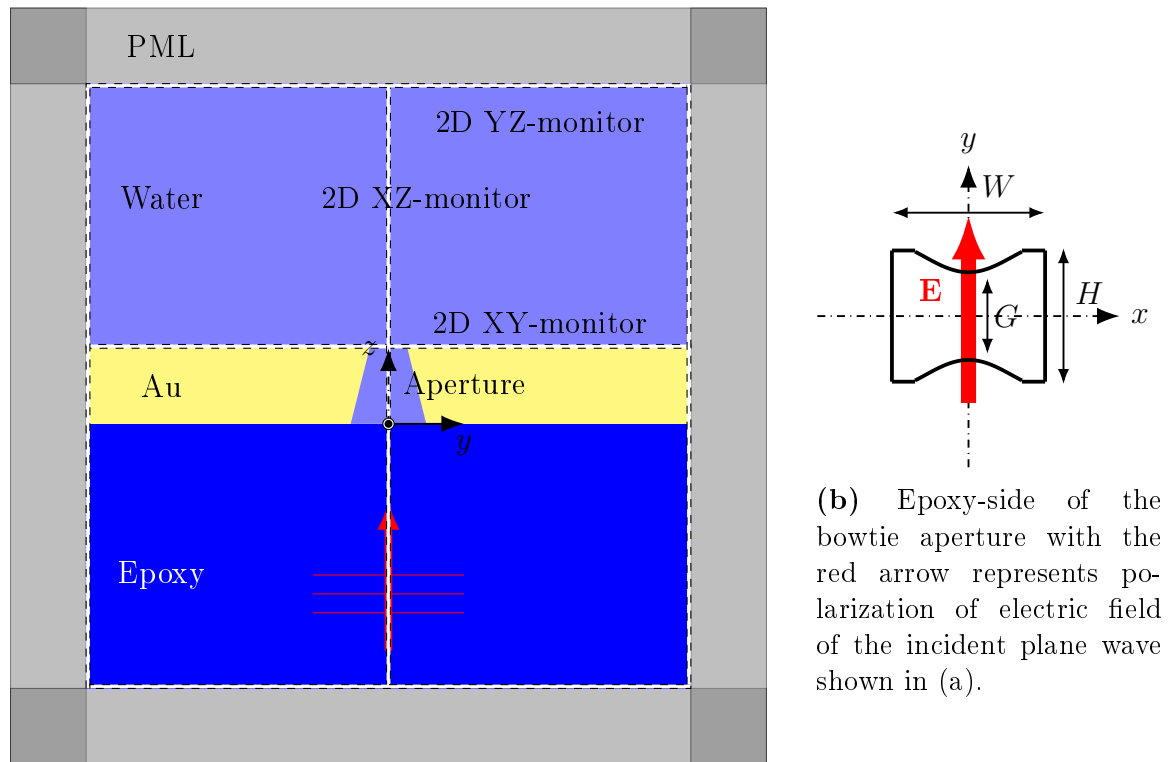 PML
2D YZ-monitor
Water
2D XZ-monitor
2D XY-monitor
z
Au
Aperture
y
Epoxy
y
W
E
G
H
x
(b) Epoxy-side of the
bowtie aperture with the
red arrow represents po-
larization of electric field
of the incident plane wave
shown in (a).